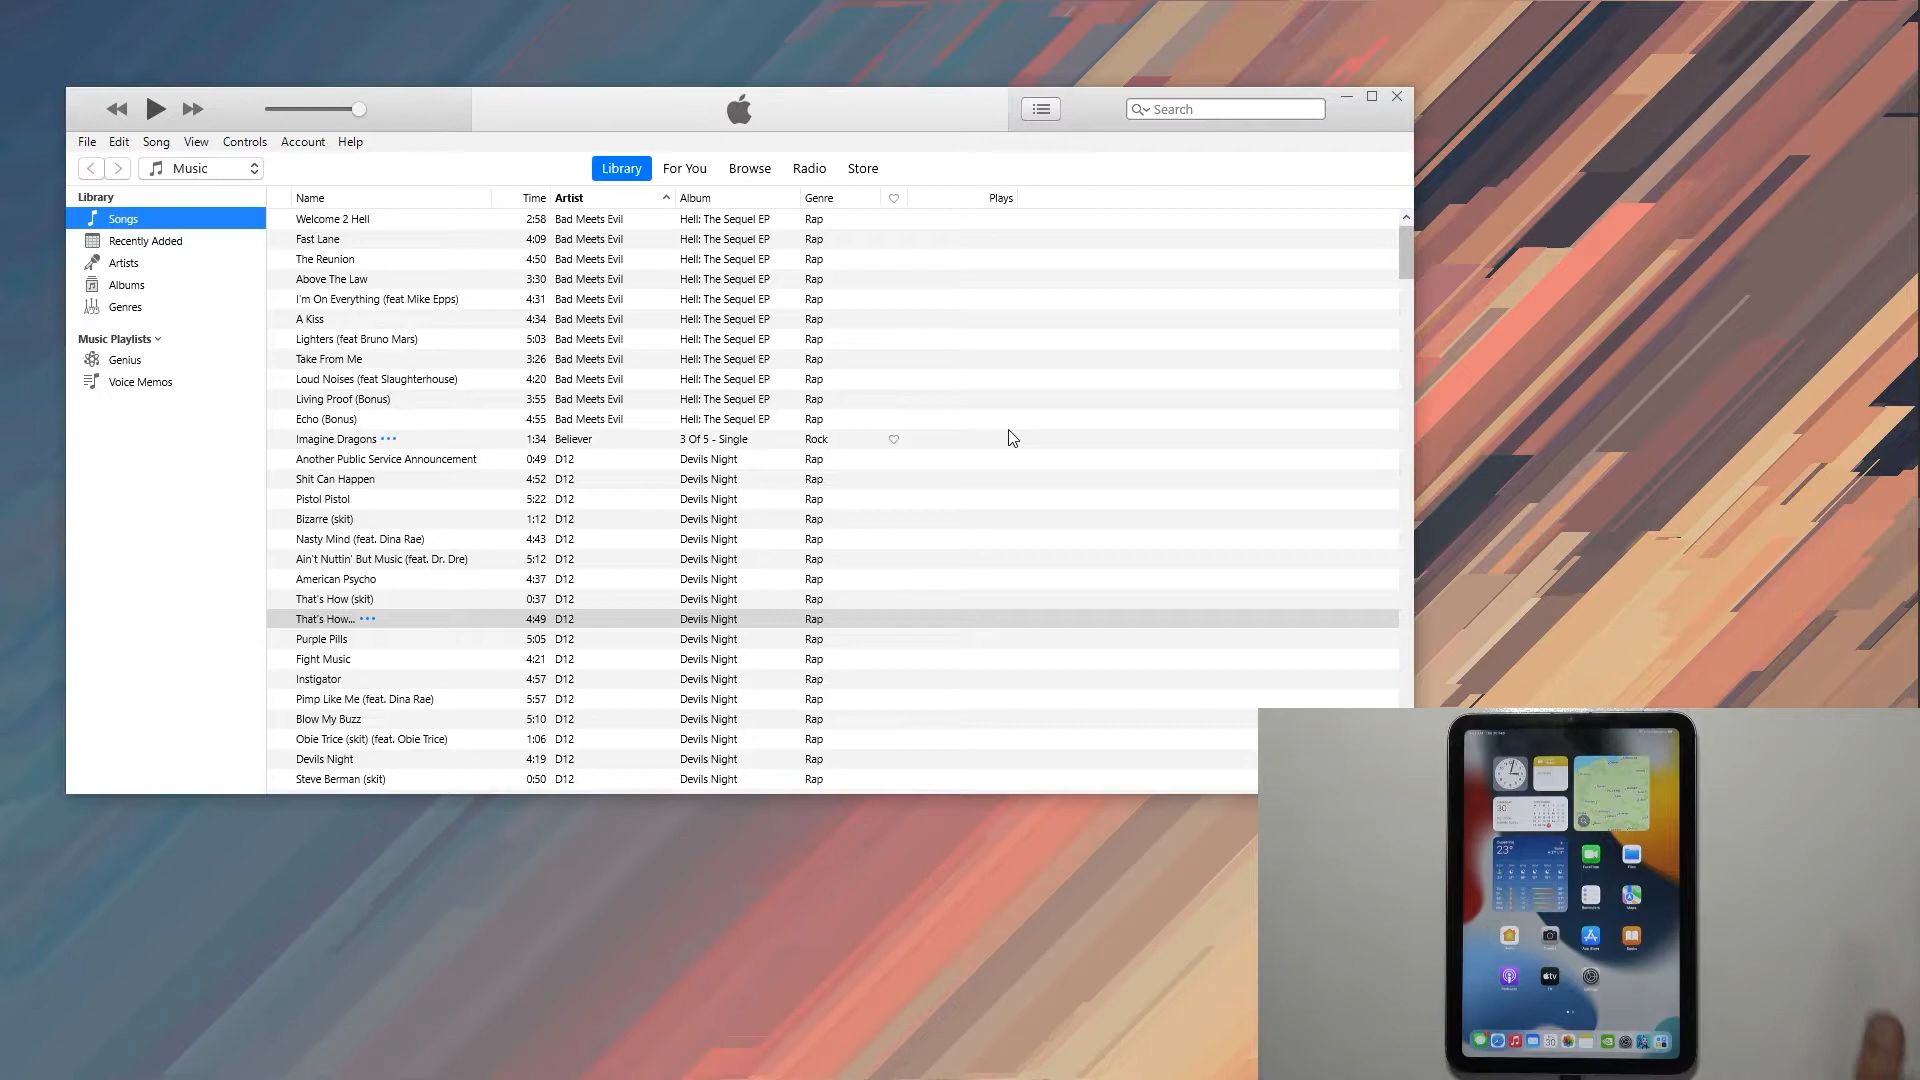 Search
File Edit Song View Controls Account Help
Music
Library For You Browse Radio Store
Library
Songs
Recently Added
Artists
Albums
Genres
Music Playlists
Genius
Voice Memos
Name Time Artist Album Genre Plays
Welcome 2 Hell 2:58 Bad Meets Evil Hell: The Sequel EP Rap
Fast Lane 4:09 Bad Meets Evil Hell: The Sequel EP Rap
The Reunion 4:50 Bad Meets Evil Hell: The Sequel EP Rap
Above The Law 3:30 Bad Meets Evil Hell: The Sequel EP Rap
I'm On Everything (feat Mike Epps) 4:31 Bad Meets Evil Hell: The Sequel EP Rap
A Kiss 4:34 Bad Meets Evil Hell: The Sequel EP Rap
Lighters (feat Bruno Mars) 5:03 Bad Meets Evil Hell: The Sequel EP Rap
Take From Me 3:26 Bad Meets Evil Hell: The Sequel EP Rap
Loud Noises (feat Slaughterhouse) 4:20 Bad Meets Evil Hell: The Sequel EP Rap
Living Proof (Bonus) 3:55 Bad Meets Evil Hell: The Sequel EP Rap
Echo (Bonus) 4:55 Bad Meets Evil Hell: The Sequel EP Rap
Imagine Dragons ••• 1:34 Believer 3 Of 5 - Single Rock
Another Public Service Announcement 0:49 D12 Devils Night Rap
Shit Can Happen 4:52 D12 Devils Night Rap
Pistol Pistol 5:22 D12 Devils Night Rap
Bizarre (skit) 1:12 D12 Devils Night Rap
Nasty Mind (feat. Dina Rae) 4:43 D12 Devils Night Rap
Ain't Nuttin' But Music (feat. Dr. Dre) 5:12 D12 Devils Night Rap
American Psycho 4:37 D12 Devils Night Rap
That's How (skit) 0:37 D12 Devils Night Rap
That's How... ••• 4:49 D12 Devils Night Rap
Purple Pills 5:05 D12 Devils Night Rap
Fight Music 4:21 D12 Devils Night Rap
Instigator 4:57 D12 Devils Night Rap
Pimp Like Me (feat. Dina Rae) 5:57 D12 Devils Night Rap
Blow My Buzz 5:10 D12 Devils Night Rap
Obie Trice (skit) (feat. Obie Trice) 1:06 D12 Devils Night Rap
Devils Night 4:19 D12 Devils Night Rap
Steve Berman (skit) 0:50 D12 Devils Night Rap
30
23°
FaceTime Files
Reminders Maps
App Store Books
Podcasts TV Settings
tv
30